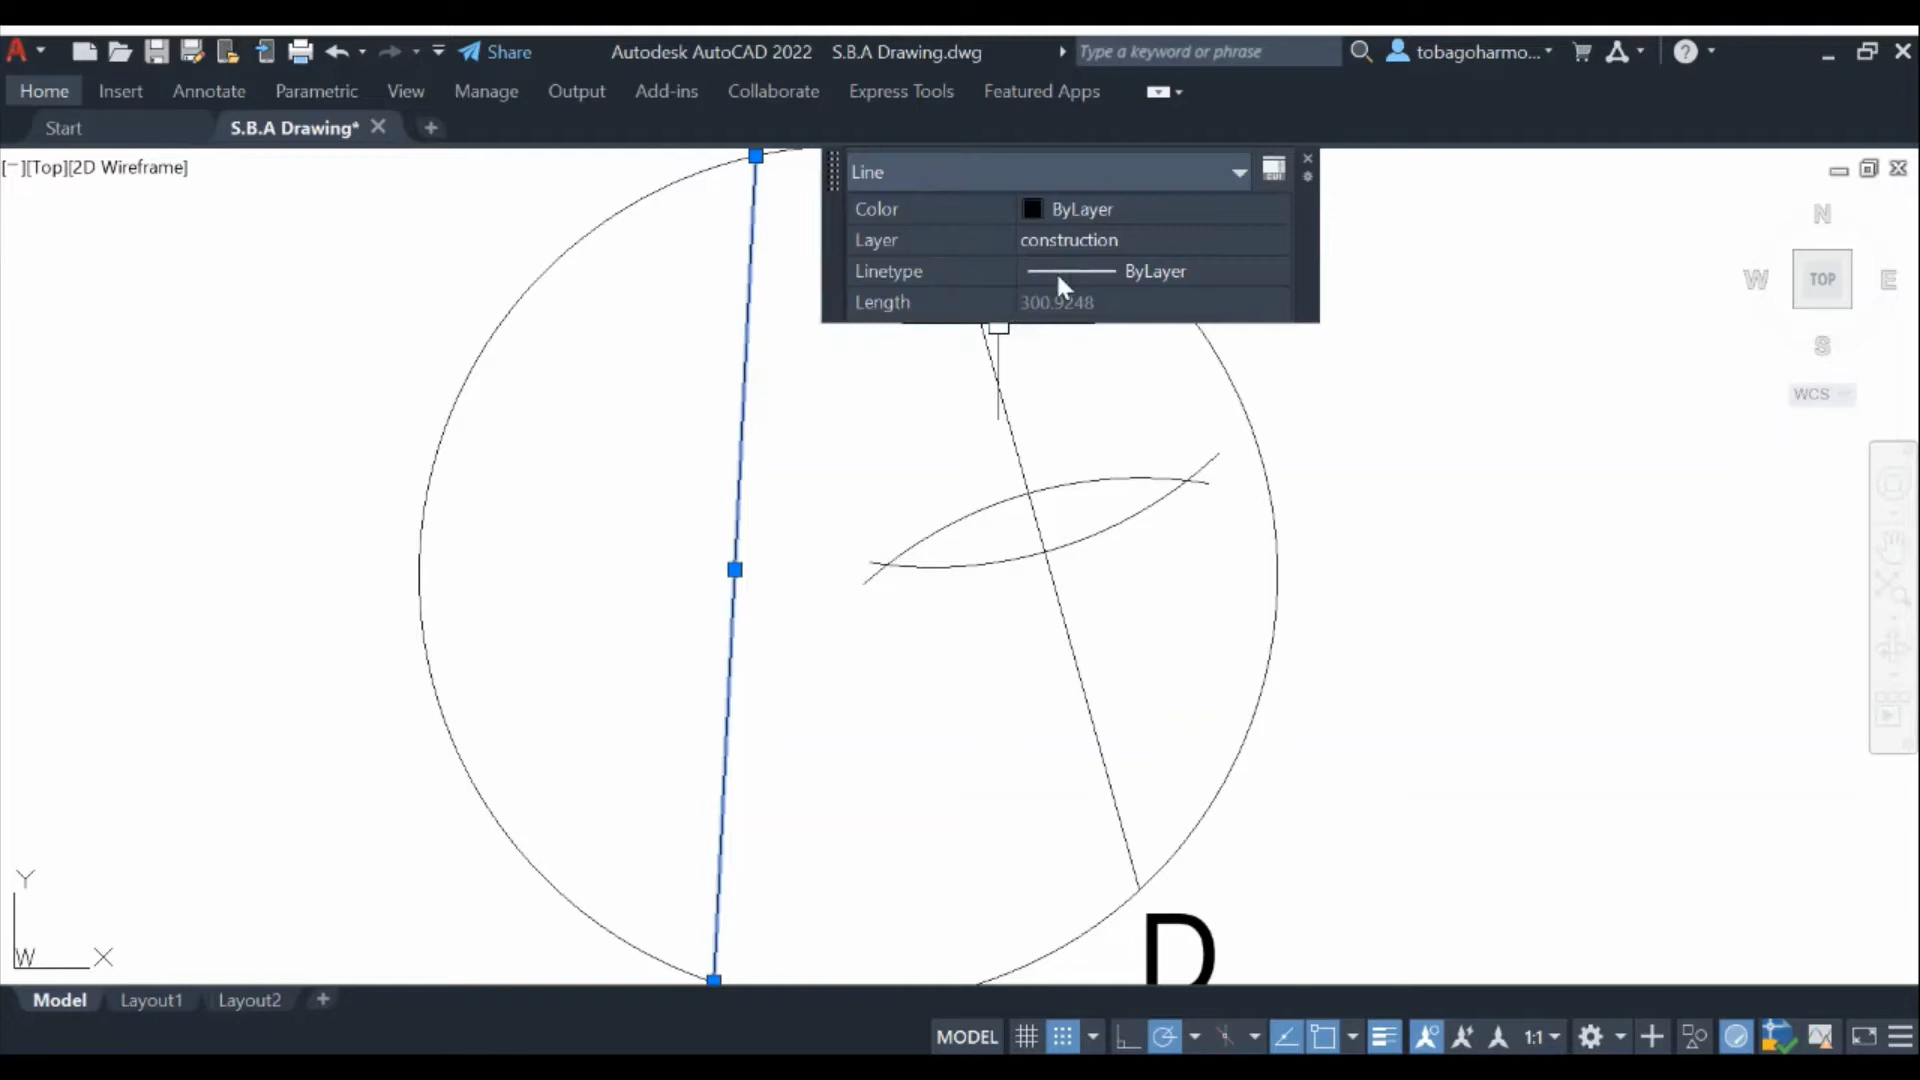 Share Autodesk AutoCAD 2022 S.B.A Drawing.dwg Type a keyword or phrase tobagoharmo...
Home Insert Annotate Parametric View Manage Output Add-ins Collaborate Express Tools Featured Apps
Start S.B.A Drawing*
[−][Top][2D Wireframe]
Line
Color ByLayer
Layer construction
Linetype ByLayer
Length 300.9248
N
W TOP E
S
WCS
D
Y
W X
Model Layout1 Layout2
MODEL 1:1